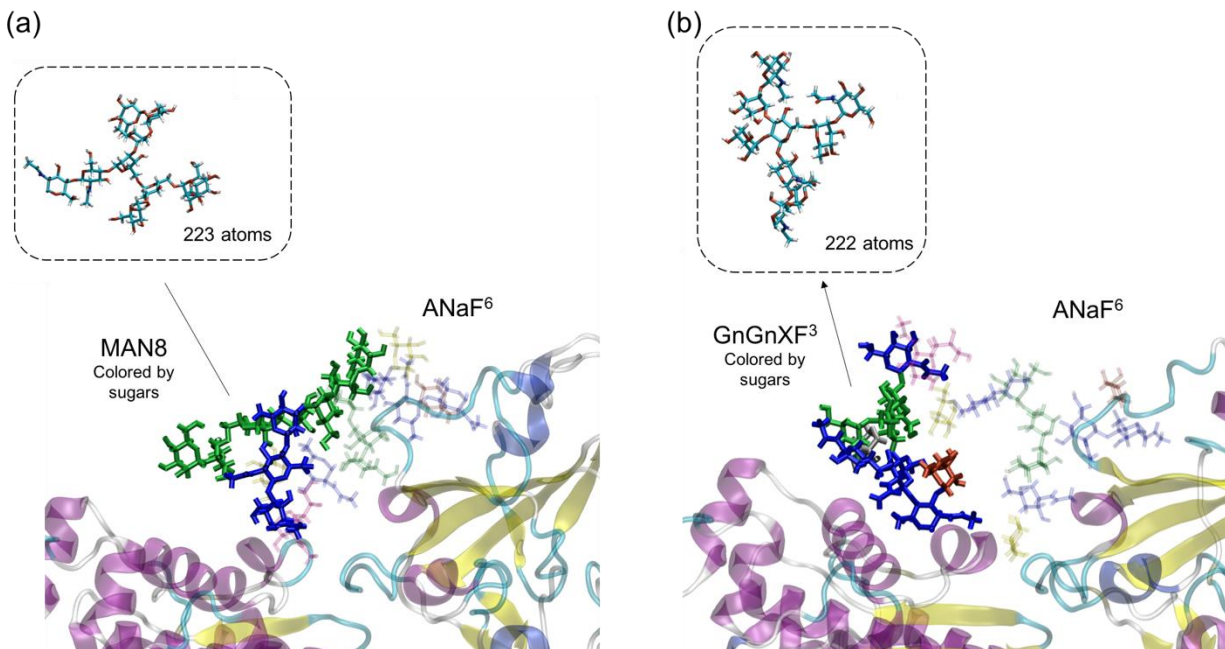 (a)
223 atoms
MAN8
Colored by
sugars
ANaF⁶
(b)
222 atoms
GnGnXF³
Colored by
sugars
ANaF⁶